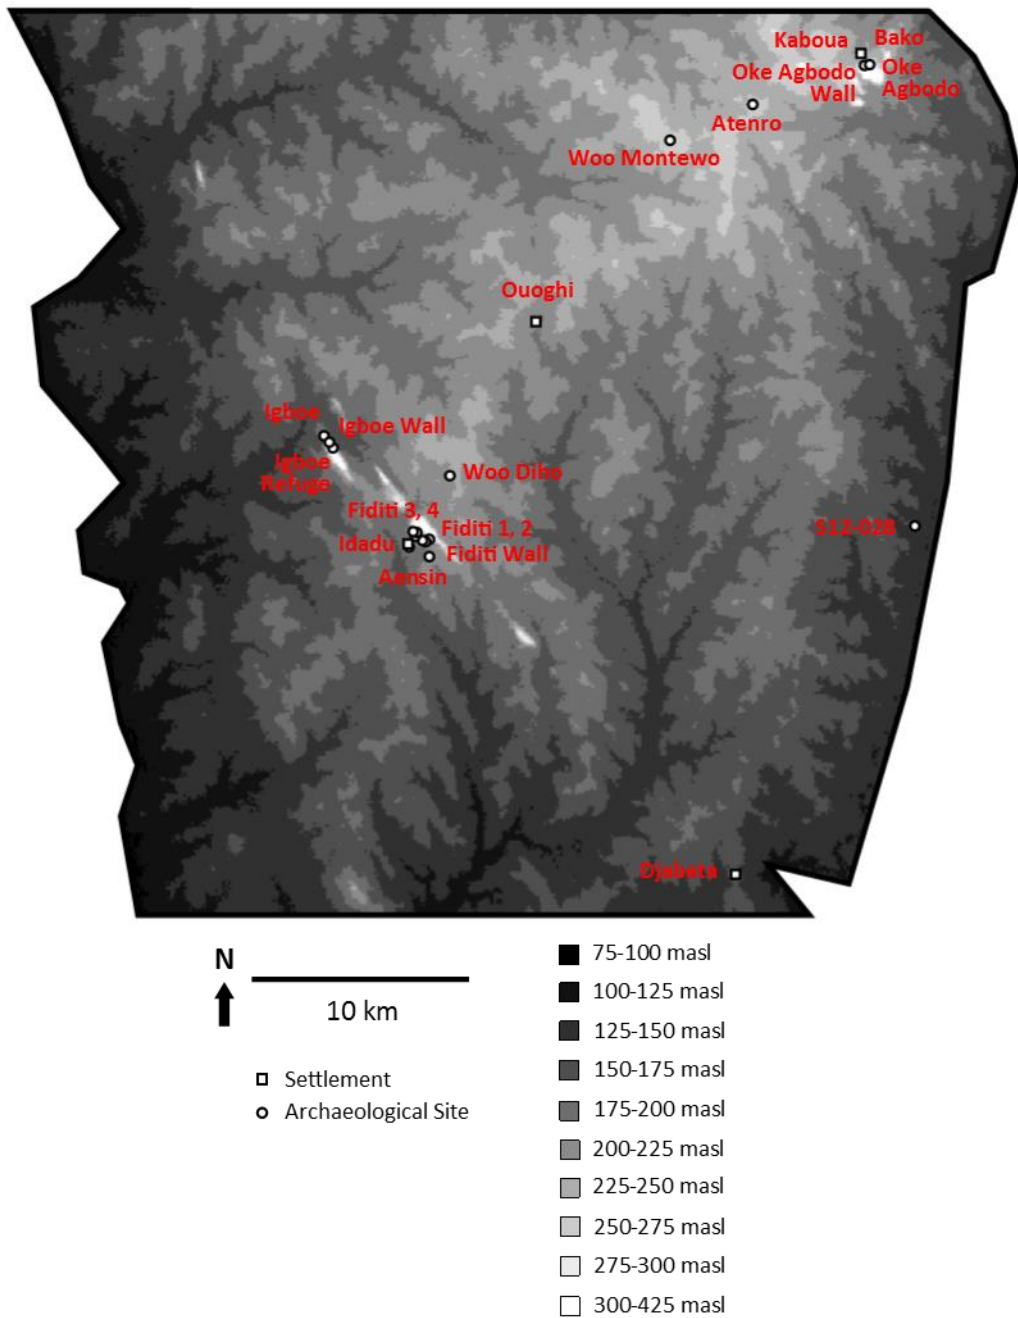 Kaboua
Bako
Oke Agbodo
Wall
Oke
Agbodo
Atenro
Woo Montewo
Ouoghi
Igboe
Igboe Wall
Igboe
Refuge
Woo Diho
Fiditi 3, 4
Fiditi 1, 2
Idadu
Fiditi Wall
Aensin
S12-028
Djabata
N
10 km
Settlement
Archaeological Site
75-100 masl
100-125 masl
125-150 masl
150-175 masl
175-200 masl
200-225 masl
225-250 masl
250-275 masl
275-300 masl
300-425 masl